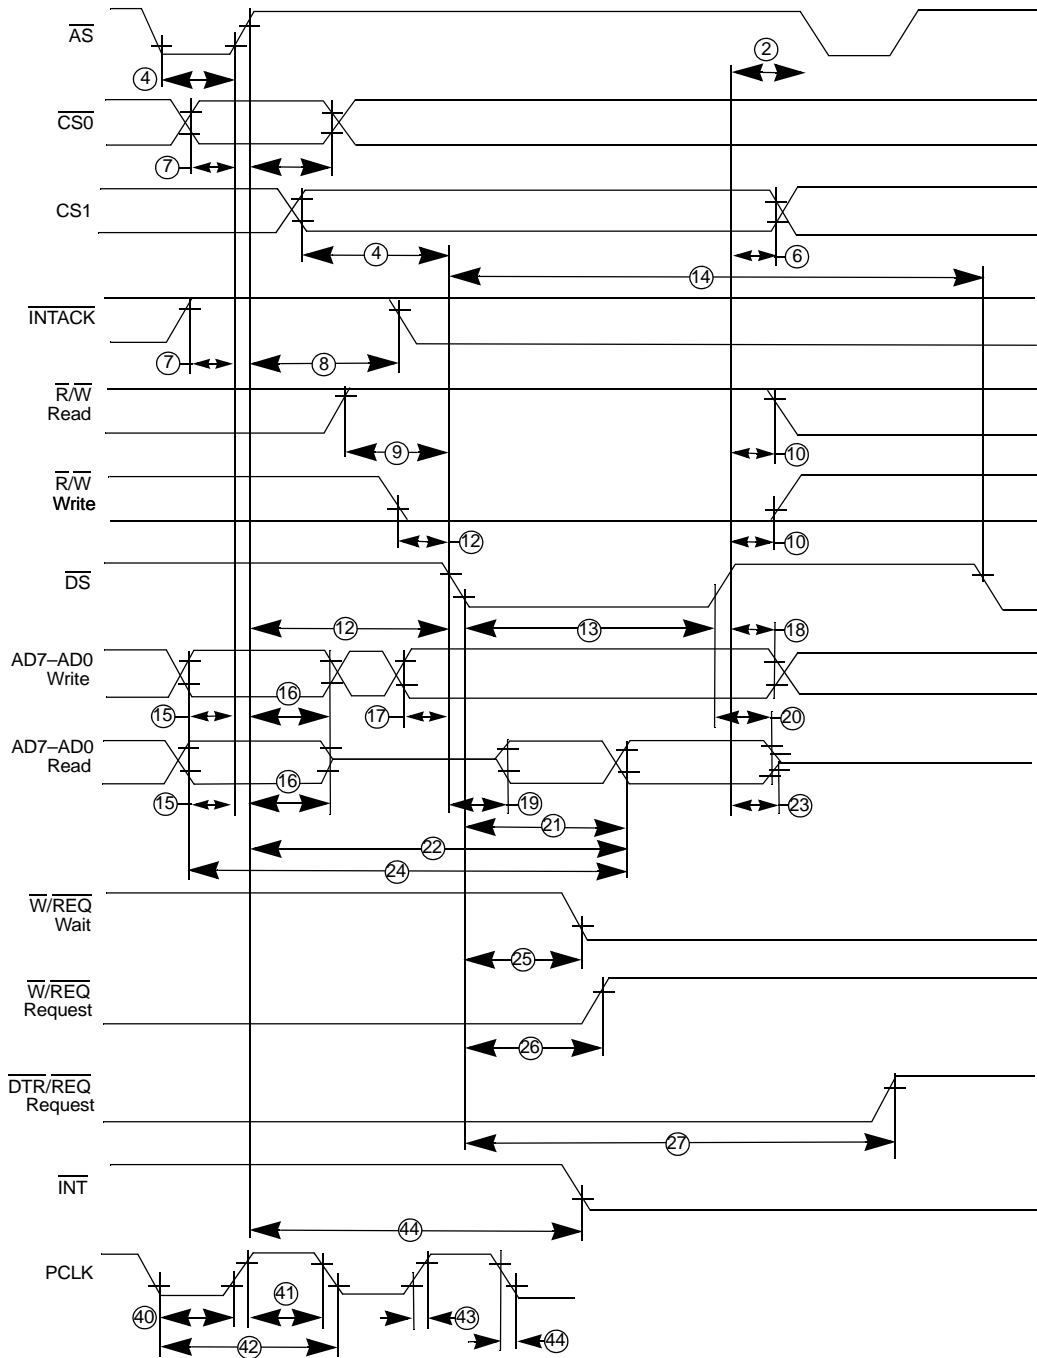 AS
2
4
CS0
7
CS1
4
6
14
INTACK
7
8
R/W
Read
9
10
R/W
Write
12
10
DS
12
13
18
AD7–AD0
Write
16
15
17
20
AD7–AD0
Read
16
15
19
23
21
22
24
W/REQ
Wait
25
W/REQ
Request
26
DTR/REQ
Request
27
INT
44
PCLK
40
41
43
42
44